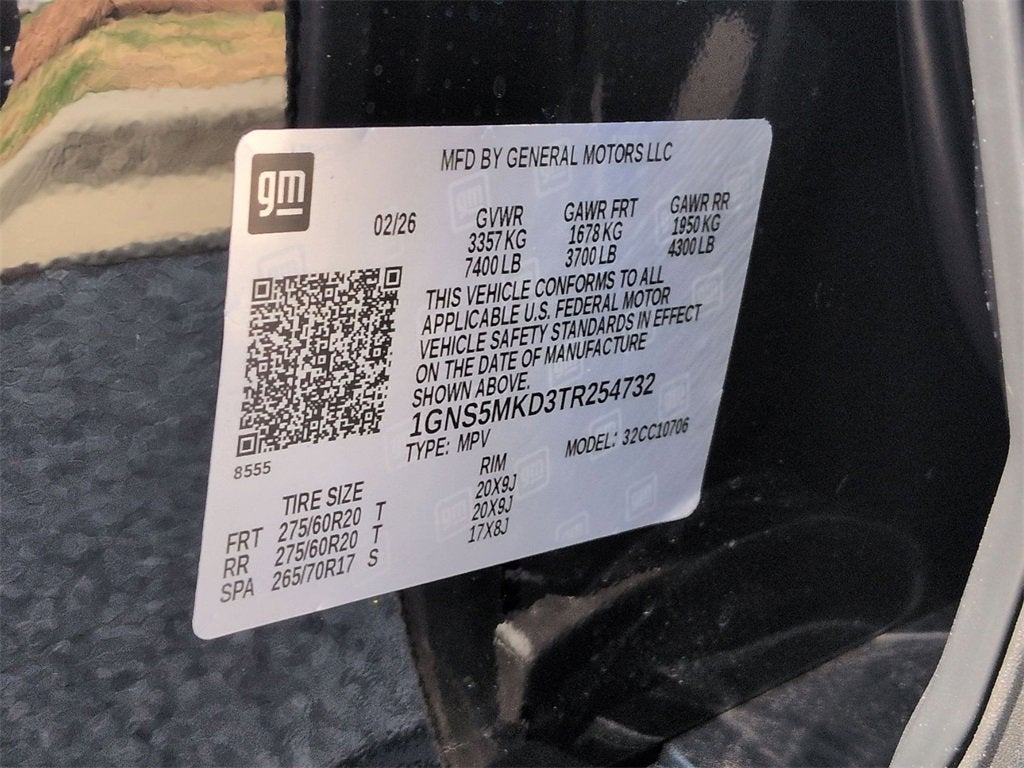 gm
MFD BY GENERAL MOTORS LLC
02/26 GVWR GAWR FRT GAWR RR
3357 KG 1678 KG 1950 KG
7400 LB 3700 LB 4300 LB
THIS VEHICLE CONFORMS TO ALL
APPLICABLE U.S. FEDERAL MOTOR
VEHICLE SAFETY STANDARDS IN EFFECT
ON THE DATE OF MANUFACTURE
SHOWN ABOVE.
1GNS5MKD3TR254732
TYPE: MPV MODEL: 32CC10706
8555
TIRE SIZE RIM
FRT 275/60R20 T 20X9J
RR 275/60R20 T 20X9J
SPA 265/70R17 S 17X8J